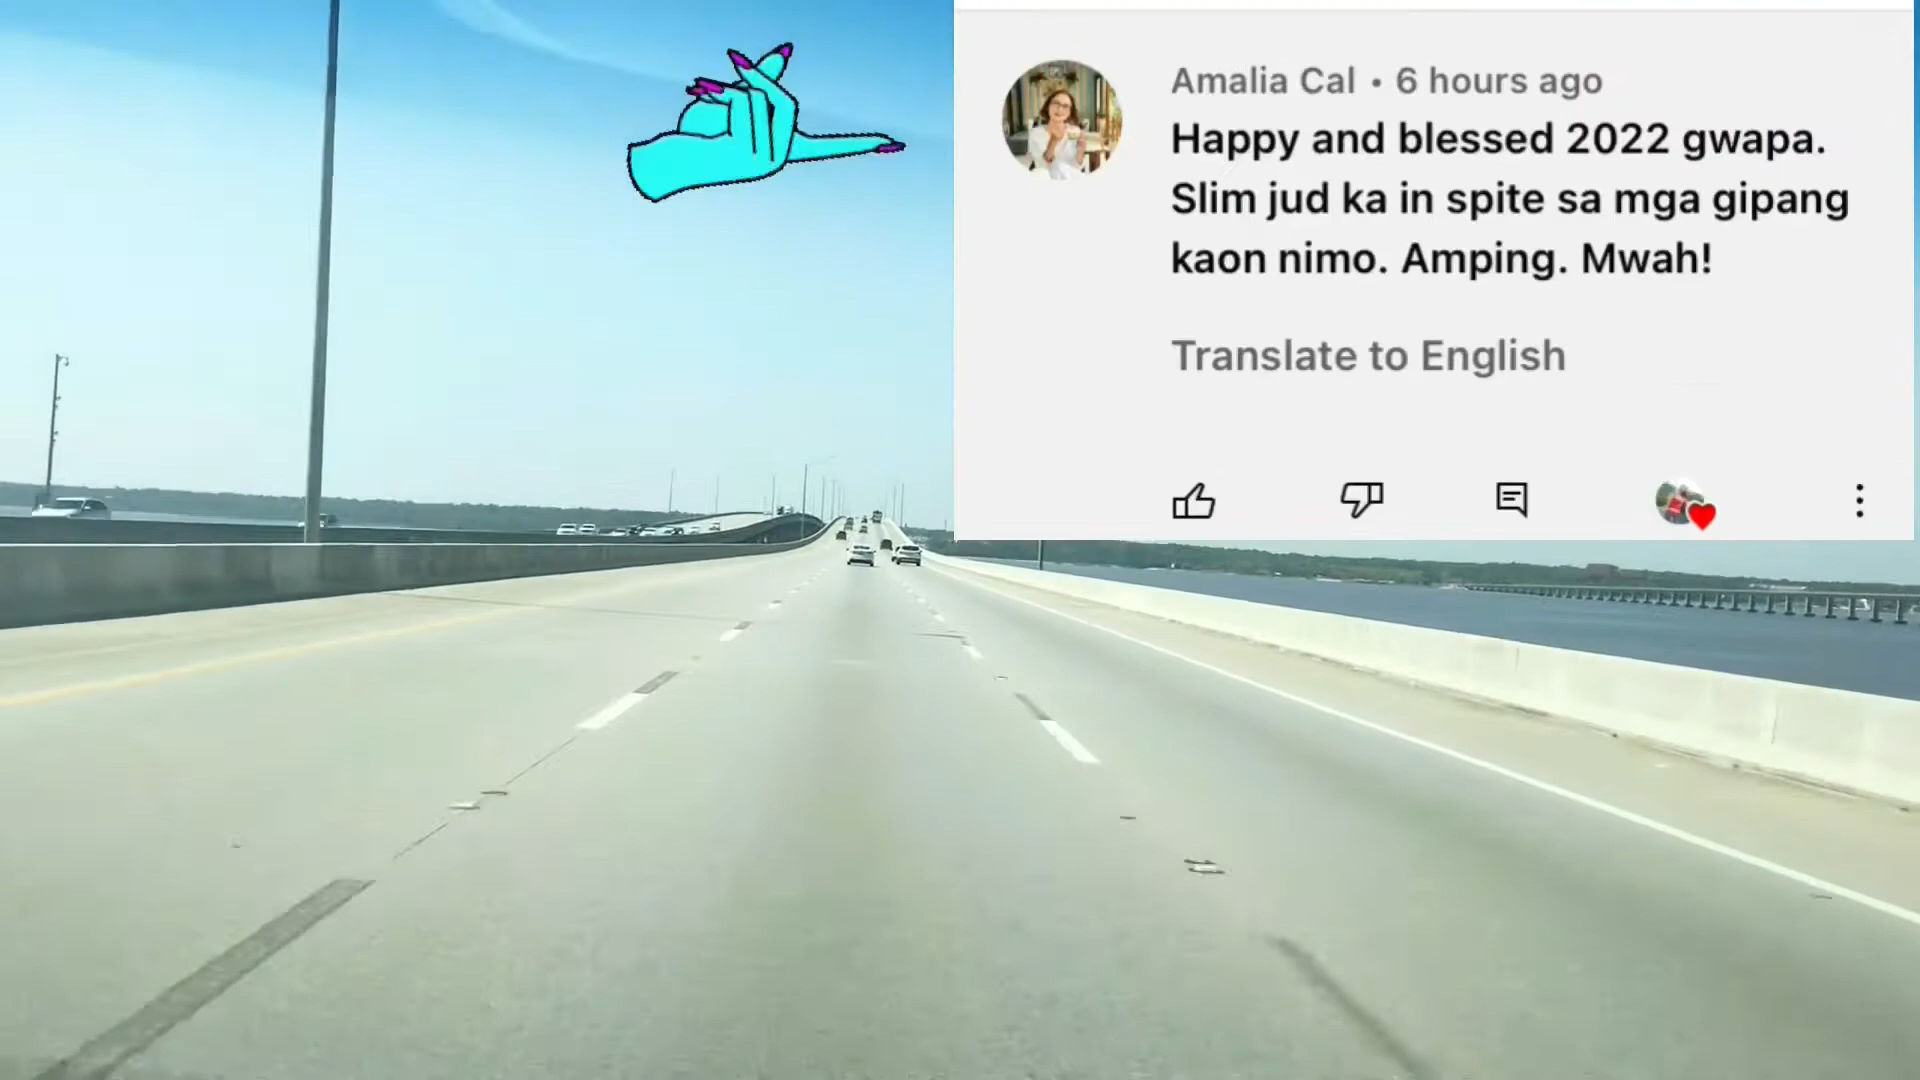 Amalia Cal • 6 hours ago
Happy and blessed 2022 gwapa.
Slim jud ka in spite sa mga gipang
kaon nimo. Amping. Mwah!
Translate to English